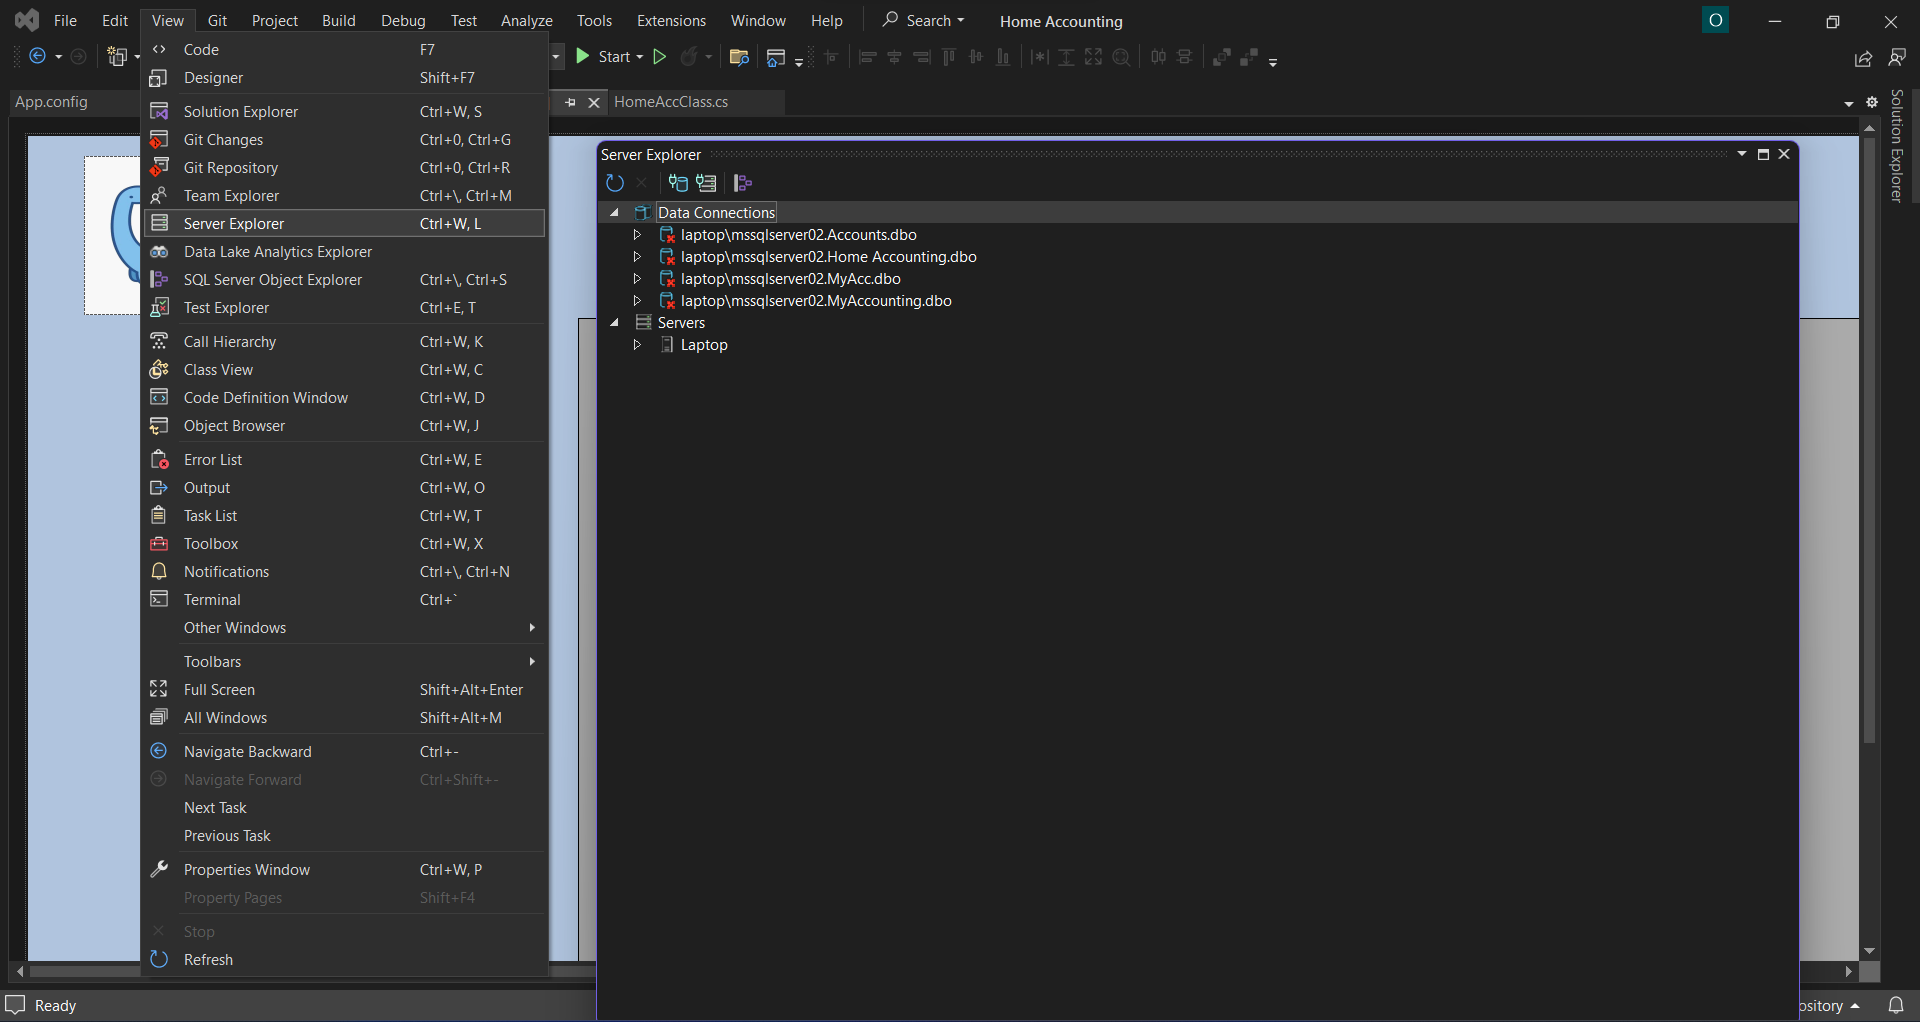 File Edit View Git Project Build Debug Test Analyze Tools Extensions Window Help Search Home Accounting O
Start
App.config
HomeAccClass.cs
Solution Explorer
Code F7
Designer Shift+F7
Solution Explorer Ctrl+W, S
Git Changes Ctrl+0, Ctrl+G
Git Repository Ctrl+0, Ctrl+R
Team Explorer Ctrl+\, Ctrl+M
Server Explorer Ctrl+W, L
Data Lake Analytics Explorer
SQL Server Object Explorer Ctrl+\, Ctrl+S
Test Explorer Ctrl+E, T
Call Hierarchy Ctrl+W, K
Class View Ctrl+W, C
Code Definition Window Ctrl+W, D
Object Browser Ctrl+W, J
Error List Ctrl+W, E
Output Ctrl+W, O
Task List Ctrl+W, T
Toolbox Ctrl+W, X
Notifications Ctrl+\, Ctrl+N
Terminal Ctrl+`
Other Windows
Toolbars
Full Screen Shift+Alt+Enter
All Windows Shift+Alt+M
Navigate Backward Ctrl+-
Navigate Forward Ctrl+Shift+-
Next Task
Previous Task
Properties Window Ctrl+W, P
Property Pages Shift+F4
Stop
Refresh
Server Explorer
Data Connections
laptop\mssqlserver02.Accounts.dbo
laptop\mssqlserver02.Home Accounting.dbo
laptop\mssqlserver02.MyAcc.dbo
laptop\mssqlserver02.MyAccounting.dbo
Servers
Laptop
Ready
ository